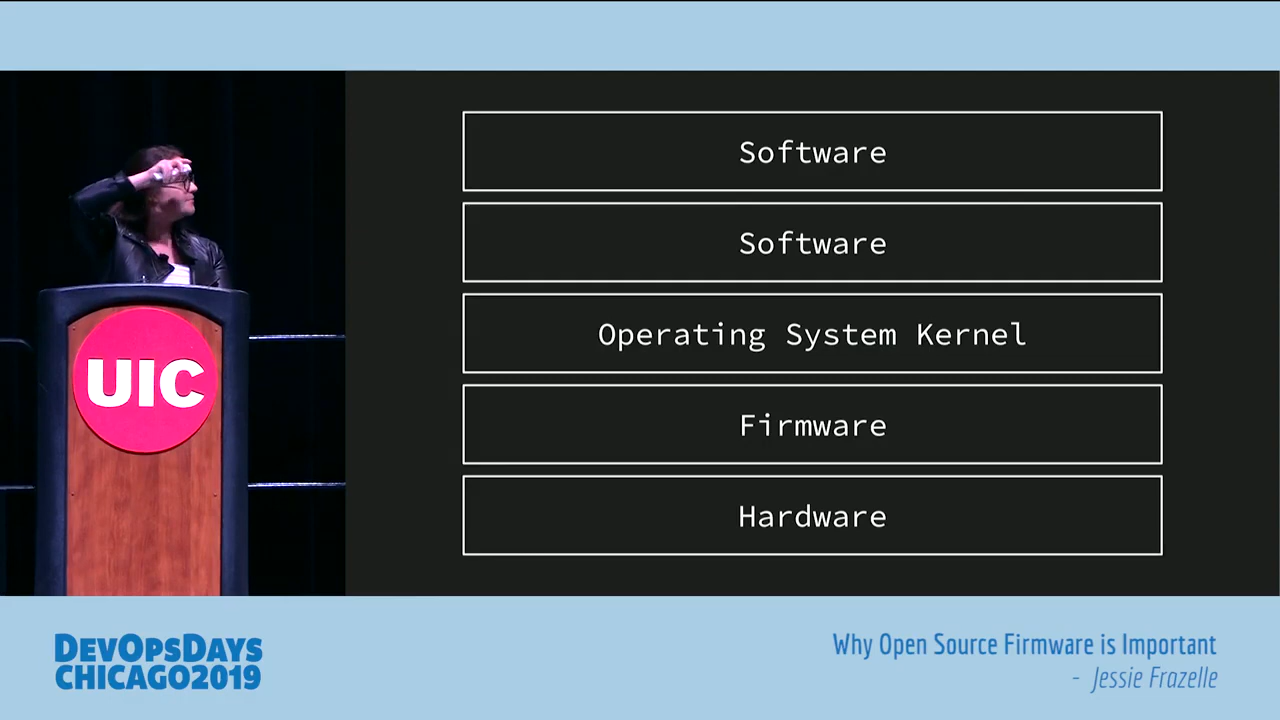 Software
Software
Operating System Kernel
Firmware
Hardware
UIC
DEVOPSDAYS
CHICAGO2019
Why Open Source Firmware is Important
- Jessie Frazelle